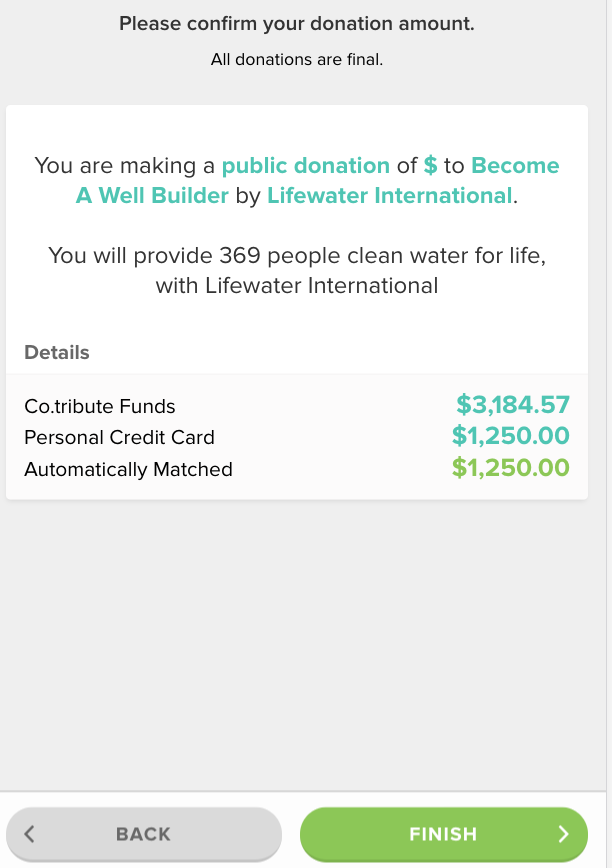 Please confirm your donation amount.
All donations are final.
You are making a public donation of $ to Become
A Well Builder by Lifewater International.
You will provide 369 people clean water for life,
with Lifewater International
Details
Co.tribute Funds $3,184.57
Personal Credit Card $1,250.00
Automatically Matched $1,250.00
BACK FINISH